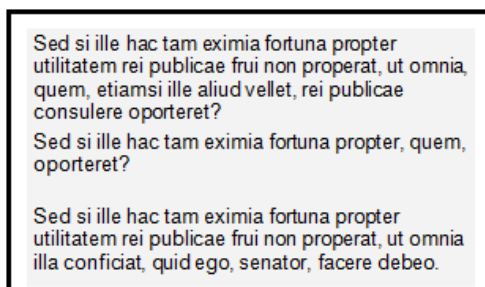 Sed si ille hac tam eximia fortuna propter
utilitatem rei publicae frui non properat, ut omnia,
quem, etiamsi ille aliud vellet, rei publicae
consulere oporteret?
Sed si ille hac tam eximia fortuna propter, quem,
oporteret?
Sed si ille hac tam eximia fortuna propter
utilitatem rei publicae frui non properat, ut omnia
illa conficiat, quid ego, senator, facere debeo.